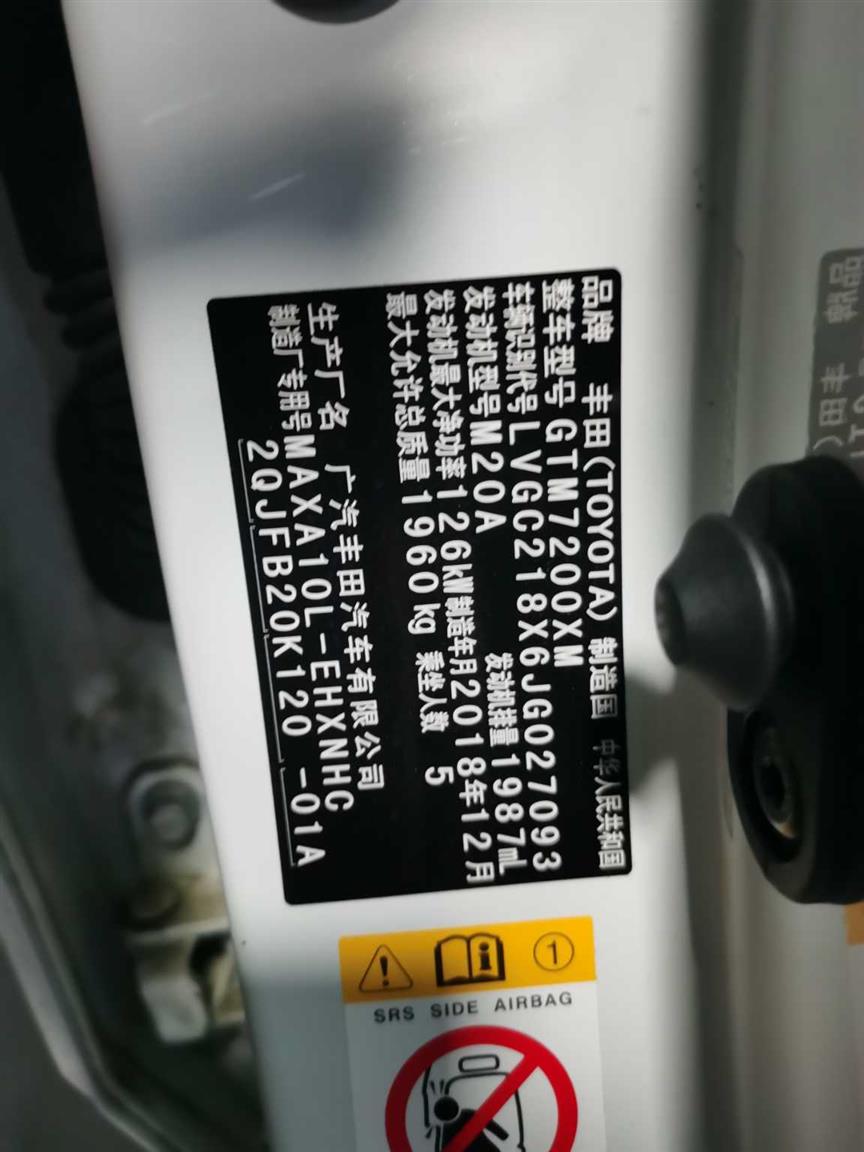 品牌 丰田(TOYOTA) 制造国 中华人民共和国
整车型号 GTM7200XM
车辆识别代号 LVGC218X6JG027093
发动机型号 M20A 发动机排量 1987mL
发动机最大净功率 126kW 制造年月 2018年12月
最大允许总质量 1960kg 乘坐人数 5
生产厂名 广汽丰田汽车有限公司
制造厂专用号 MAXA10L-EHXNHC
2QJFB20K120 -01A
1
SRS SIDE AIRBAG